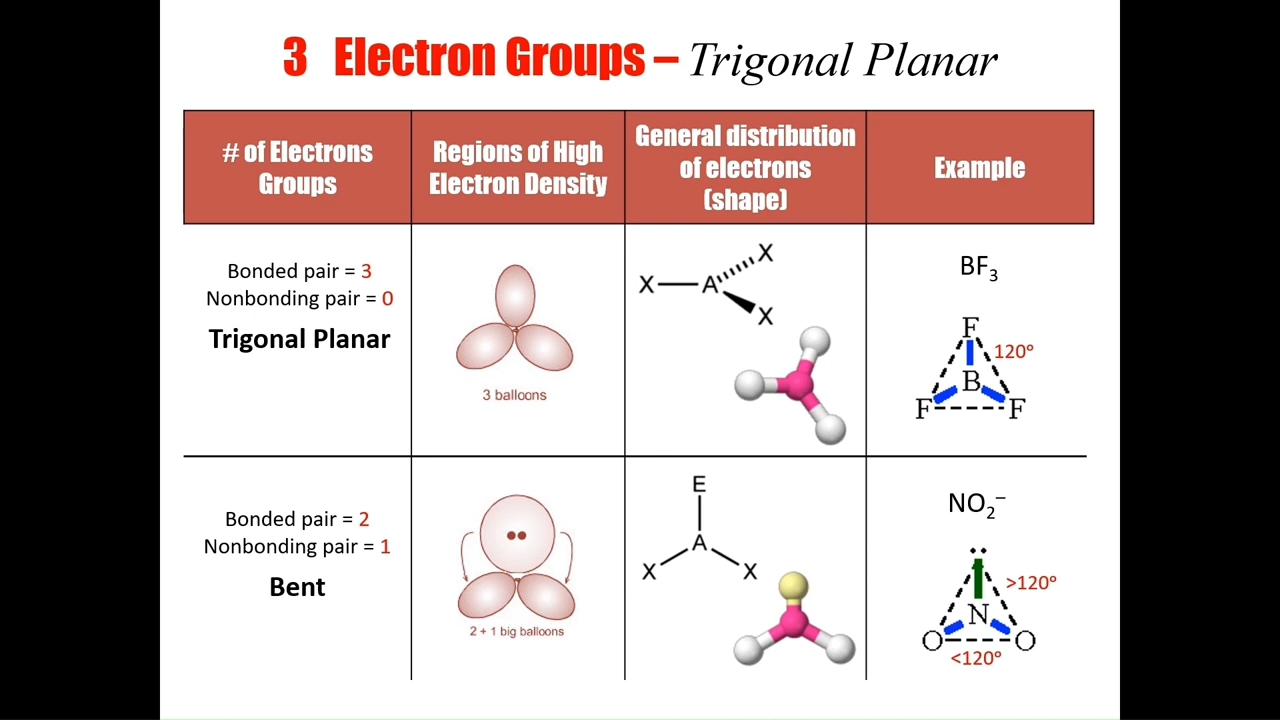 3 Electron Groups – Trigonal Planar
# of Electrons
Groups
Regions of High
Electron Density
General distribution
of electrons
(shape)
Example
Bonded pair = 3
Nonbonding pair = 0
Trigonal Planar
3 balloons
X
X
A
X
BF₃
F
120°
B
F
F
Bonded pair = 2
Nonbonding pair = 1
Bent
2 + 1 big balloons
E
A
X
X
NO₂⁻
>120°
N
O
O
<120°